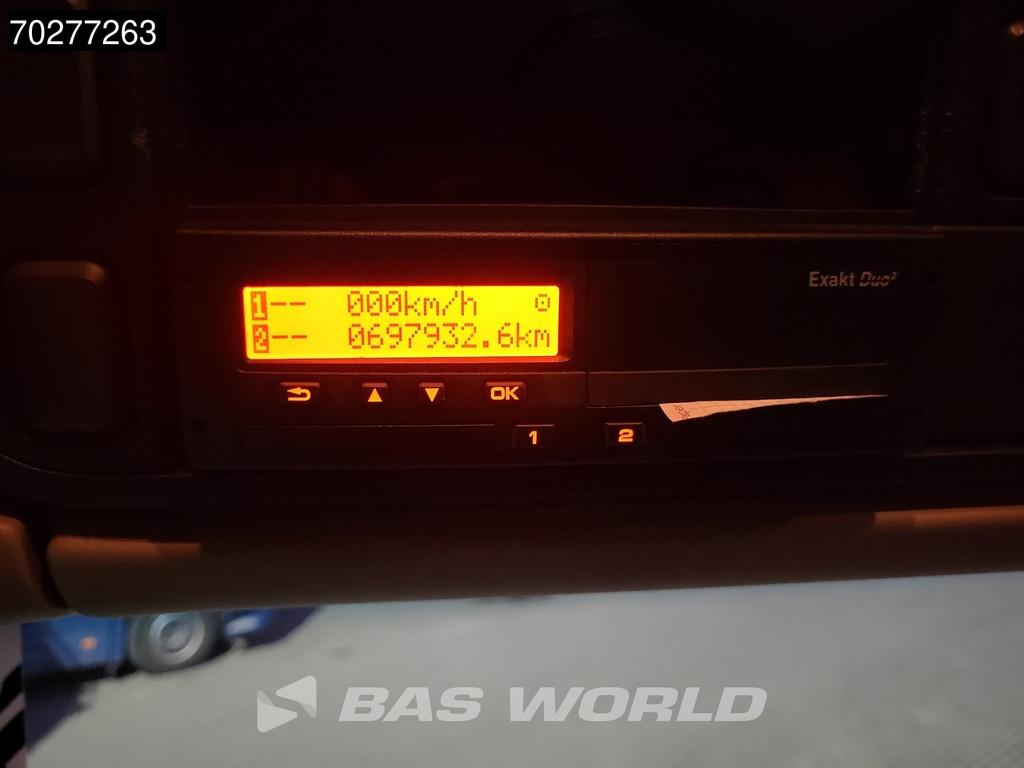 70277263
Exakt Duo²
1-- 000km/h
2-- 0697932.6km
OK
1
2
BAS WORLD